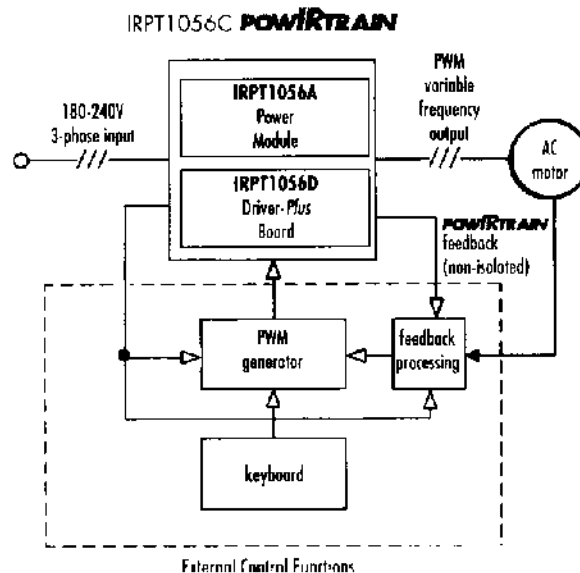 IRPT1056C POWIRTRAIN
180-240V
3-phase input
IRPT1056A
Power
Module
IRPT1056D
Driver-Plus
Board
PWM
variable
frequency
output
AC
motor
POWIRTRAIN
feedback
(non-isolated)
PWM
generator
feedback
processing
keyboard
External Control Functions